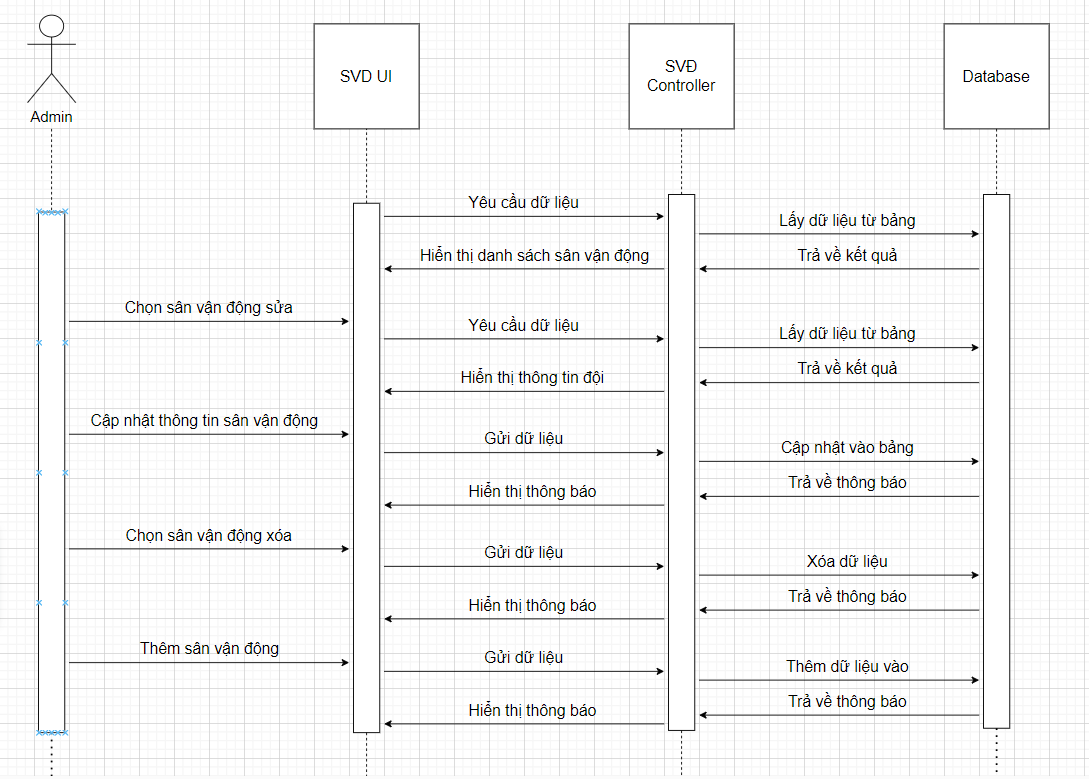 Admin
SVD UI
SVĐ
Controller
Database
Yêu cầu dữ liệu
Lấy dữ liệu từ bảng
Hiển thị danh sách sân vận động
Trả về kết quả
Chọn sân vận động sửa
Yêu cầu dữ liệu
Lấy dữ liệu từ bảng
Hiển thị thông tin đội
Trả về kết quả
Cập nhật thông tin sân vận động
Gửi dữ liệu
Cập nhật vào bảng
Hiển thị thông báo
Trả về thông báo
Chọn sân vận động xóa
Gửi dữ liệu
Xóa dữ liệu
Hiển thị thông báo
Trả về thông báo
Thêm sân vận động
Gửi dữ liệu
Thêm dữ liệu vào
Hiển thị thông báo
Trả về thông báo